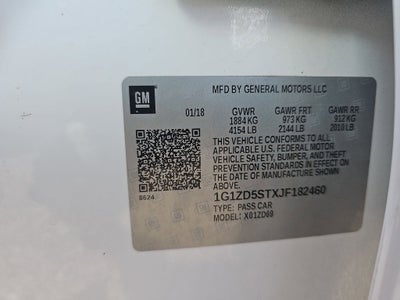 GM
MFD BY GENERAL MOTORS LLC
01/18 GVWR GAWR FRT GAWR RR
1884 KG 973 KG 912 KG
4154 LB 2144 LB 2010 LB
THIS VEHICLE CONFORMS TO ALL
APPLICABLE U.S. FEDERAL MOTOR
VEHICLE SAFETY, BUMPER, AND THEFT
PREVENTION STANDARDS IN EFFECT ON
THE DATE OF MANUFACTURE SHOWN
ABOVE.
1G1ZD5STXJF182460
8624
TYPE: PASS CAR
MODEL: X01ZD69